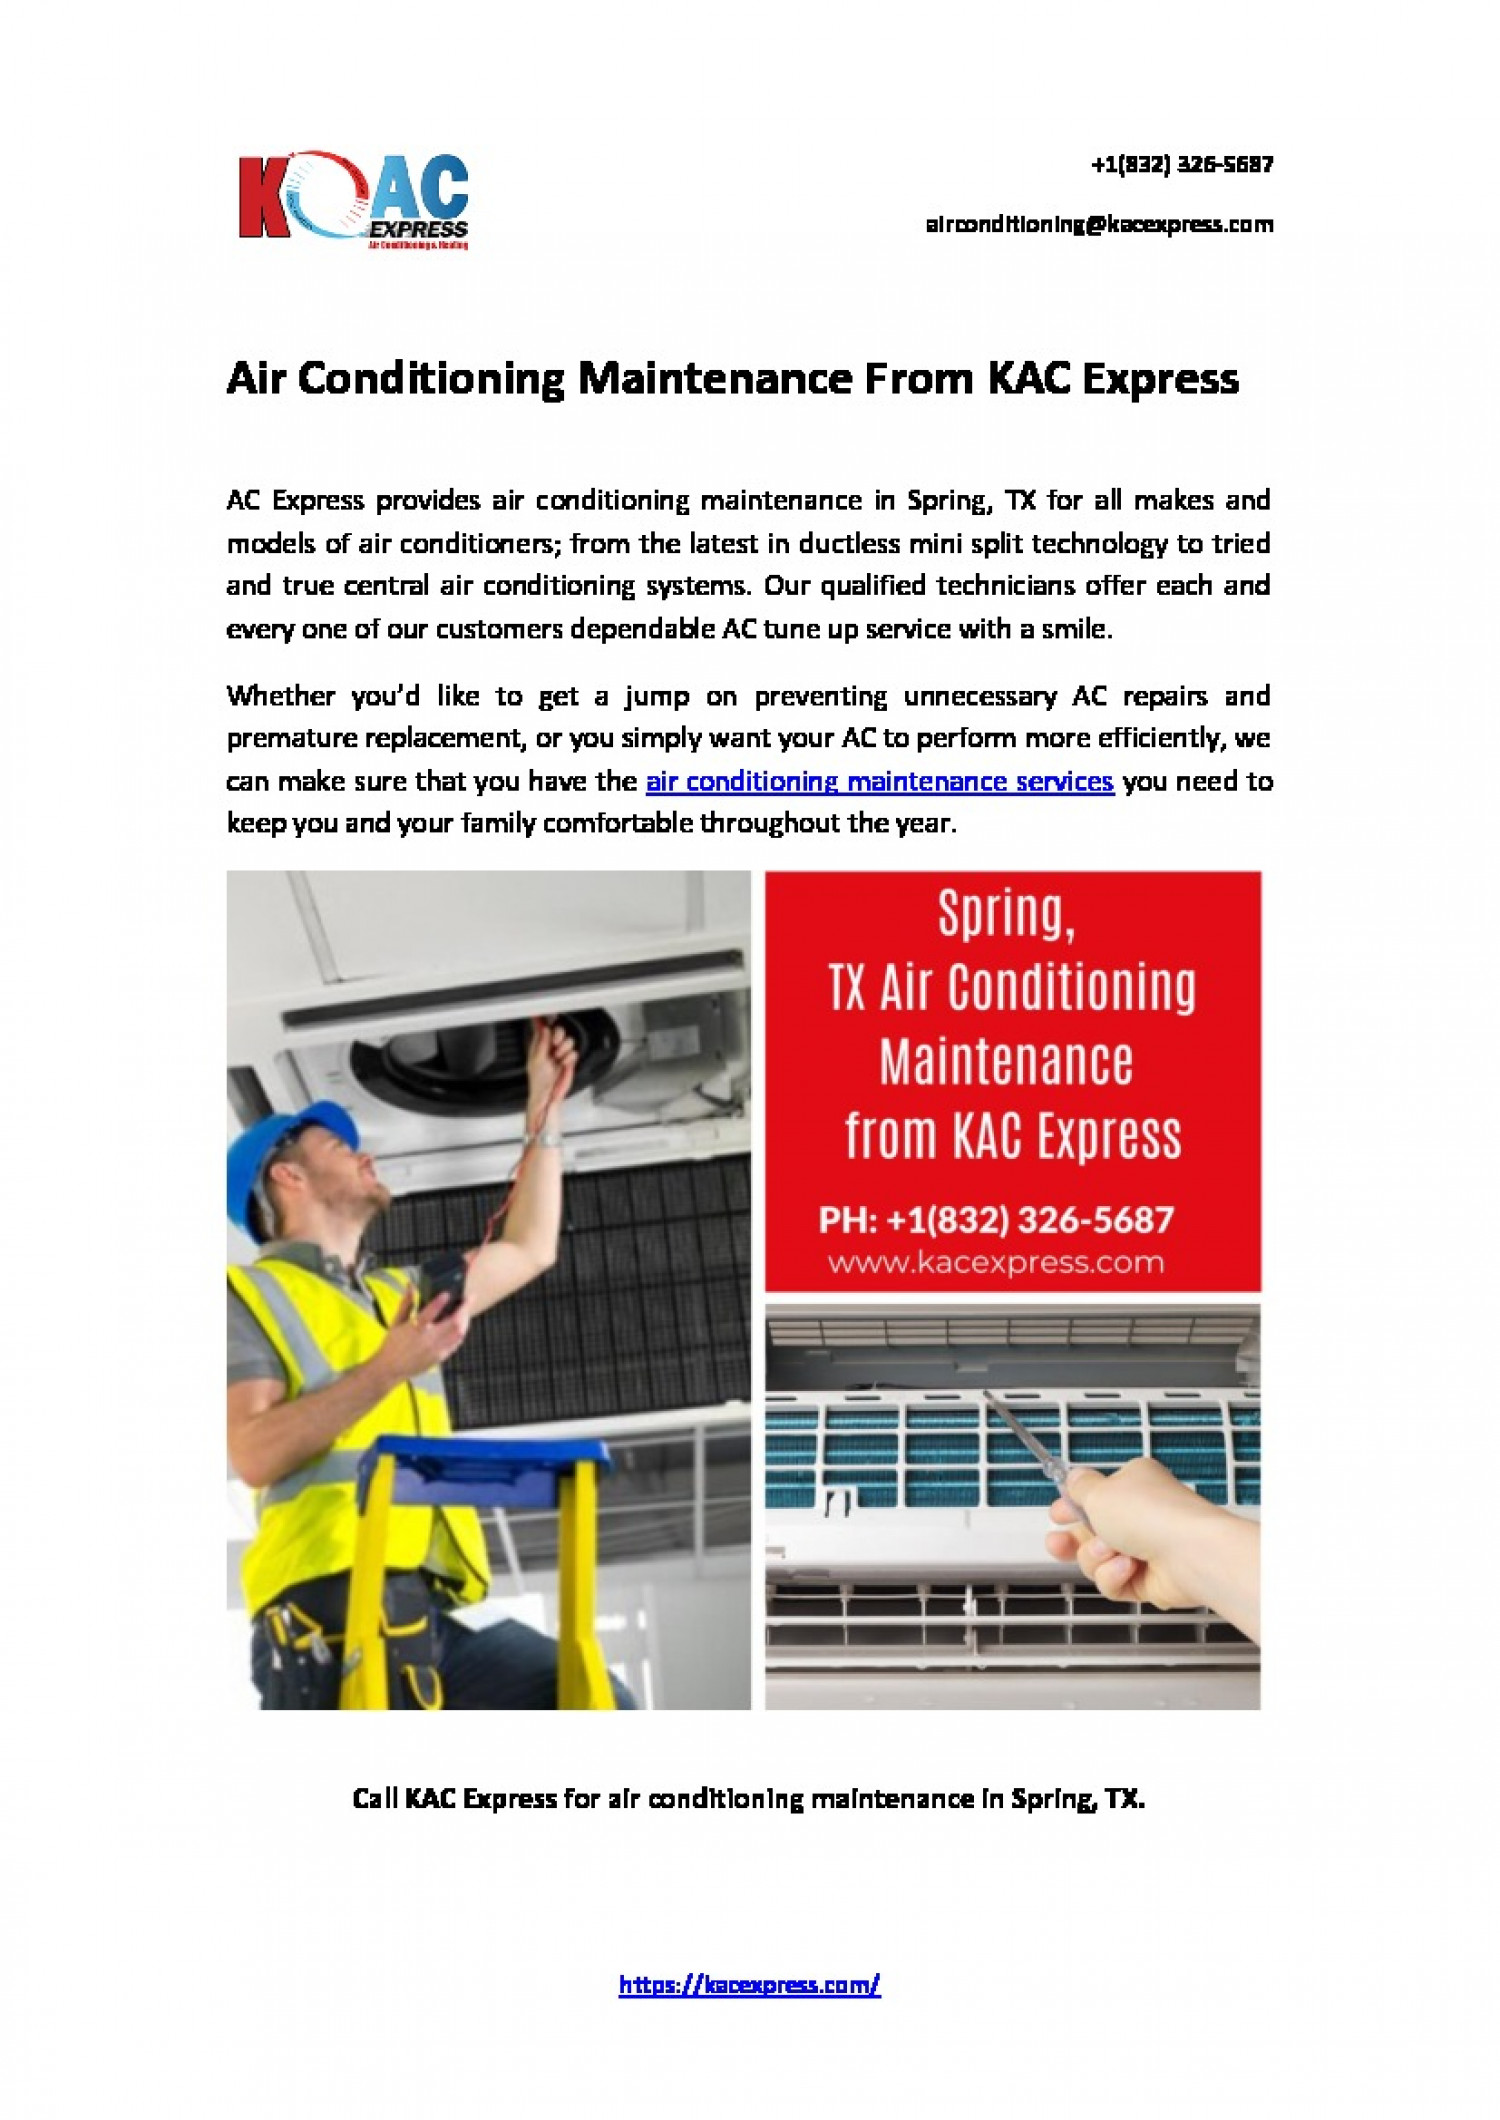 KAC
EXPRESS
Air Conditioning & Heating
+1(832) 326-5687
airconditioning@kacexpress.com
Air Conditioning Maintenance From KAC Express
AC Express provides air conditioning maintenance in Spring, TX for all makes and
models of air conditioners; from the latest in ductless mini split technology to tried
and true central air conditioning systems. Our qualified technicians offer each and
every one of our customers dependable AC tune up service with a smile.
Whether you’d like to get a jump on preventing unnecessary AC repairs and
premature replacement, or you simply want your AC to perform more efficiently, we
can make sure that you have the air conditioning maintenance services you need to
keep you and your family comfortable throughout the year.
Spring,
TX Air Conditioning
Maintenance
from KAC Express
PH: +1(832) 326-5687
www.kacexpress.com
Call KAC Express for air conditioning maintenance in Spring, TX.
https://kacexpress.com/